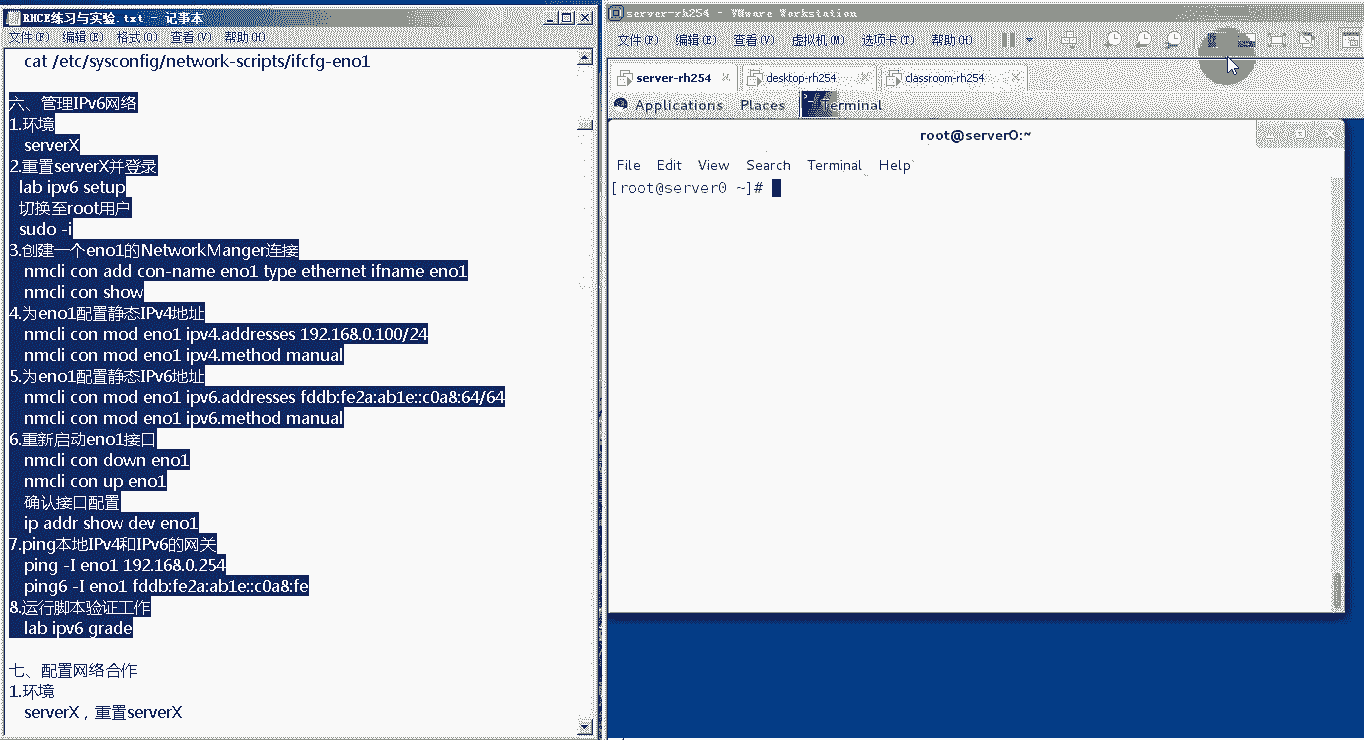 RHCE练习与实验.txt - 记事本
文件(F) 编辑(E) 格式(O) 查看(V) 帮助(H)
cat /etc/sysconfig/network-scripts/ifcfg-eno1
六、管理IPv6网络
1.环境
serverX
2.重置serverX并登录
lab ipv6 setup
切换至root用户
sudo -i
3.创建一个eno1的NetworkManger连接
nmcli con add con-name eno1 type ethernet ifname eno1
nmcli con show
4.为eno1配置静态IPv4地址
nmcli con mod eno1 ipv4.addresses 192.168.0.100/24
nmcli con mod eno1 ipv4.method manual
5.为eno1配置静态IPv6地址
nmcli con mod eno1 ipv6.addresses fddb:fe2a:ab1e::c0a8:64/64
nmcli con mod eno1 ipv6.method manual
6.重新启动eno1接口
nmcli con down eno1
nmcli con up eno1
确认接口配置
ip addr show dev eno1
7.ping本地IPv4和IPv6的网关
ping -I eno1 192.168.0.254
ping6 -I eno1 fddb:fe2a:ab1e::c0a8:fe
8.运行脚本验证工作
lab ipv6 grade
七、配置网络合作
1.环境
serverX，重置serverX
server-rh254 - VMware Workstation
文件(F) 编辑(E) 查看(V) 虚拟机(M) 选项卡(T) 帮助(H)
server-rh254 desktop-rh254 classroom-rh254
Applications Places Terminal
root@server0:~
File Edit View Search Terminal Help
[root@server0 ~]#